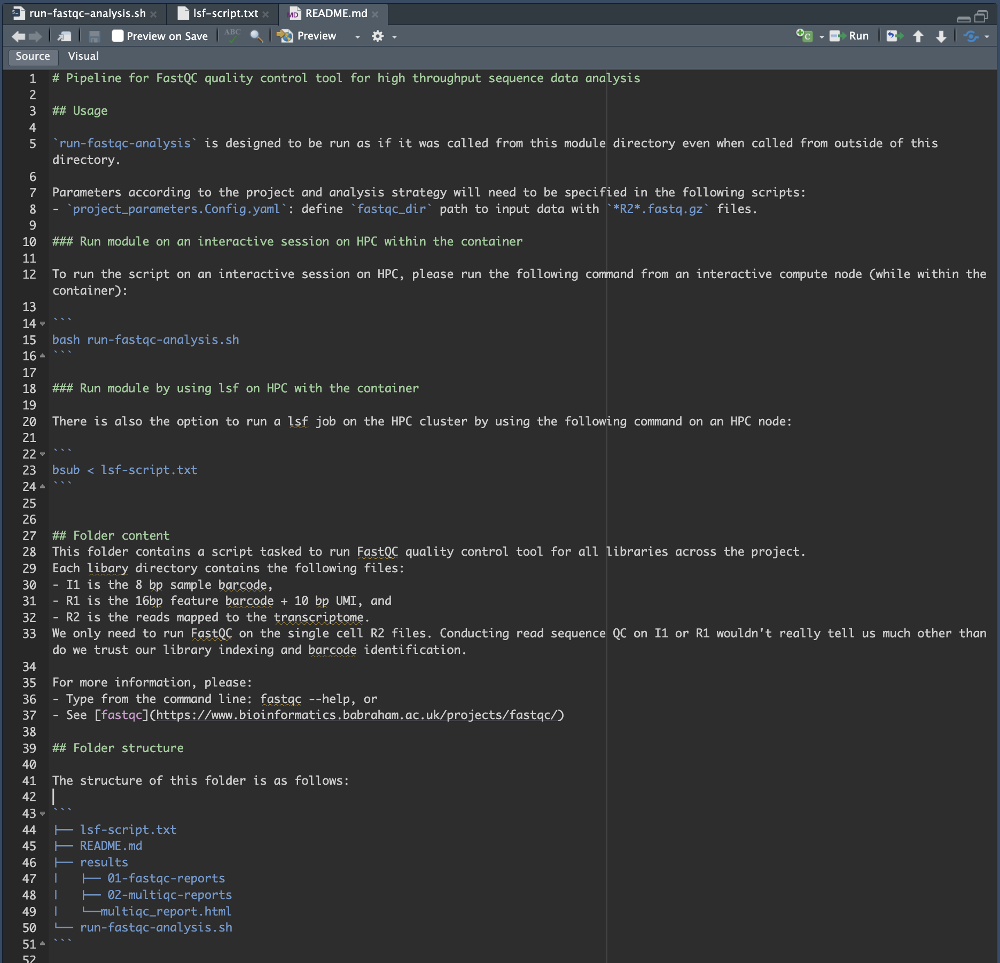 run-fastqc-analysis.sh × lsf-script.txt × MD README.md ×
Preview on Save ABC Preview C Run
Source Visual
1 # Pipeline for FastQC quality control tool for high throughput sequence data analysis
2
3 ## Usage
4
5 `run-fastqc-analysis` is designed to be run as if it was called from this module directory even when called from outside of this
directory.
6
7 Parameters according to the project and analysis strategy will need to be specified in the following scripts:
8 - `project_parameters.Config.yaml`: define `fastqc_dir` path to input data with `*R2*.fastq.gz` files.
9
10 ### Run module on an interactive session on HPC within the container
11
12 To run the script on an interactive session on HPC, please run the following command from an interactive compute node (while within the
container):
13
14 ```
15 bash run-fastqc-analysis.sh
16 ```
17
18 ### Run module by using lsf on HPC with the container
19
20 There is also the option to run a lsf job on the HPC cluster by using the following command on an HPC node:
21
22 ```
23 bsub < lsf-script.txt
24 ```
25
26
27 ## Folder content
28 This folder contains a script tasked to run FastQC quality control tool for all libraries across the project.
29 Each libary directory contains the following files:
30 - I1 is the 8 bp sample barcode,
31 - R1 is the 16bp feature barcode + 10 bp UMI, and
32 - R2 is the reads mapped to the transcriptome.
33 We only need to run FastQC on the single cell R2 files. Conducting read sequence QC on I1 or R1 wouldn't really tell us much other than
do we trust our library indexing and barcode identification.
34
35 For more information, please:
36 - Type from the command line: fastqc --help, or
37 - See [fastqc](https://www.bioinformatics.babraham.ac.uk/projects/fastqc/)
38
39 ## Folder structure
40
41 The structure of this folder is as follows:
42
43 ```
44 ├── lsf-script.txt
45 ├── README.md
46 ├── results
47 |   ├── 01-fastqc-reports
48 |   ├── 02-multiqc-reports
49 |   └──multiqc_report.html
50 └── run-fastqc-analysis.sh
51 ```
52